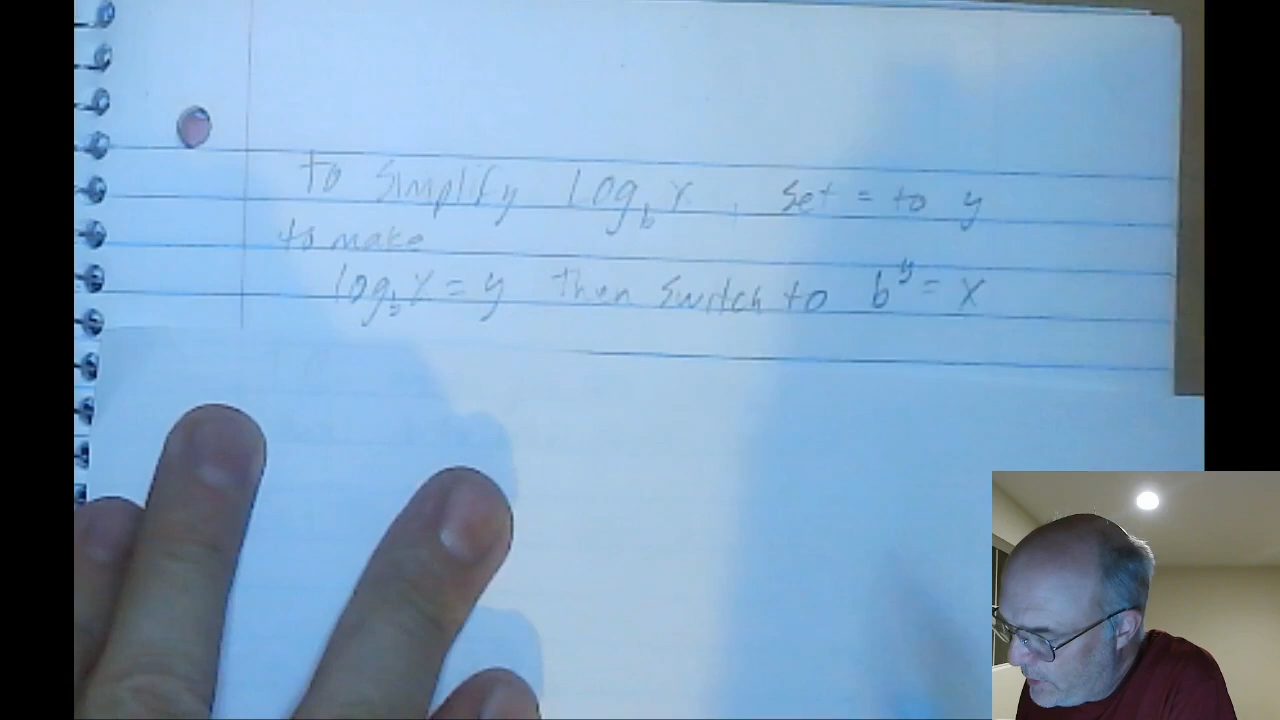 to simplify log_b x, set = to y
to make
log_b x = y then switch to b^y = x